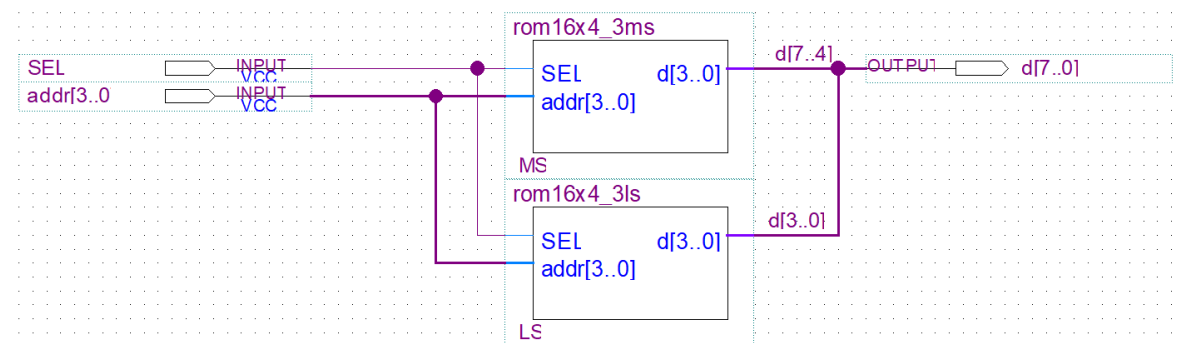 rom16x4_3ms
SEL INPUT VCC
addr[3..0 INPUT VCC
SEL d[3..0]
addr[3..0]
MS
d[7..4]
OUTPUT d[7..0]
rom16x4_3ls
SEL d[3..0]
addr[3..0]
LS
d[3..0]